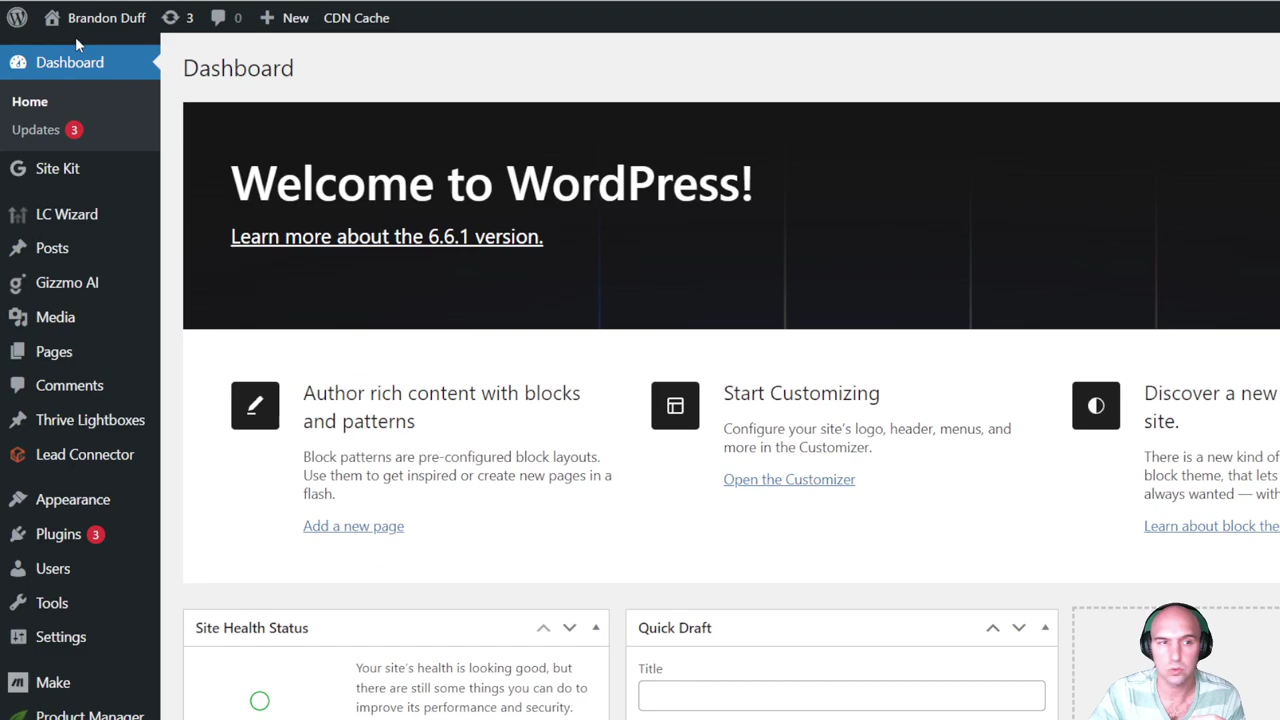 Brandon Duff 3 0 New CDN Cache
Dashboard
Home
Updates 3
Site Kit
LC Wizard
Posts
Gizzmo AI
Media
Pages
Comments
Thrive Lightboxes
Lead Connector
Appearance
Plugins 3
Users
Tools
Settings
Make
Product Manager
Dashboard
Welcome to WordPress!
Learn more about the 6.6.1 version.
Author rich content with blocks
and patterns
Block patterns are pre-configured block layouts.
Use them to get inspired or create new pages in a
flash.
Add a new page
Start Customizing
Configure your site's logo, header, menus, and
more in the Customizer.
Open the Customizer
Discover a new
site.
There is a new kind of
block theme, that lets
always wanted — with
Learn about block the
Site Health Status
Your site's health is looking good, but
there are still some things you can do to
improve its performance and security.
Quick Draft
Title